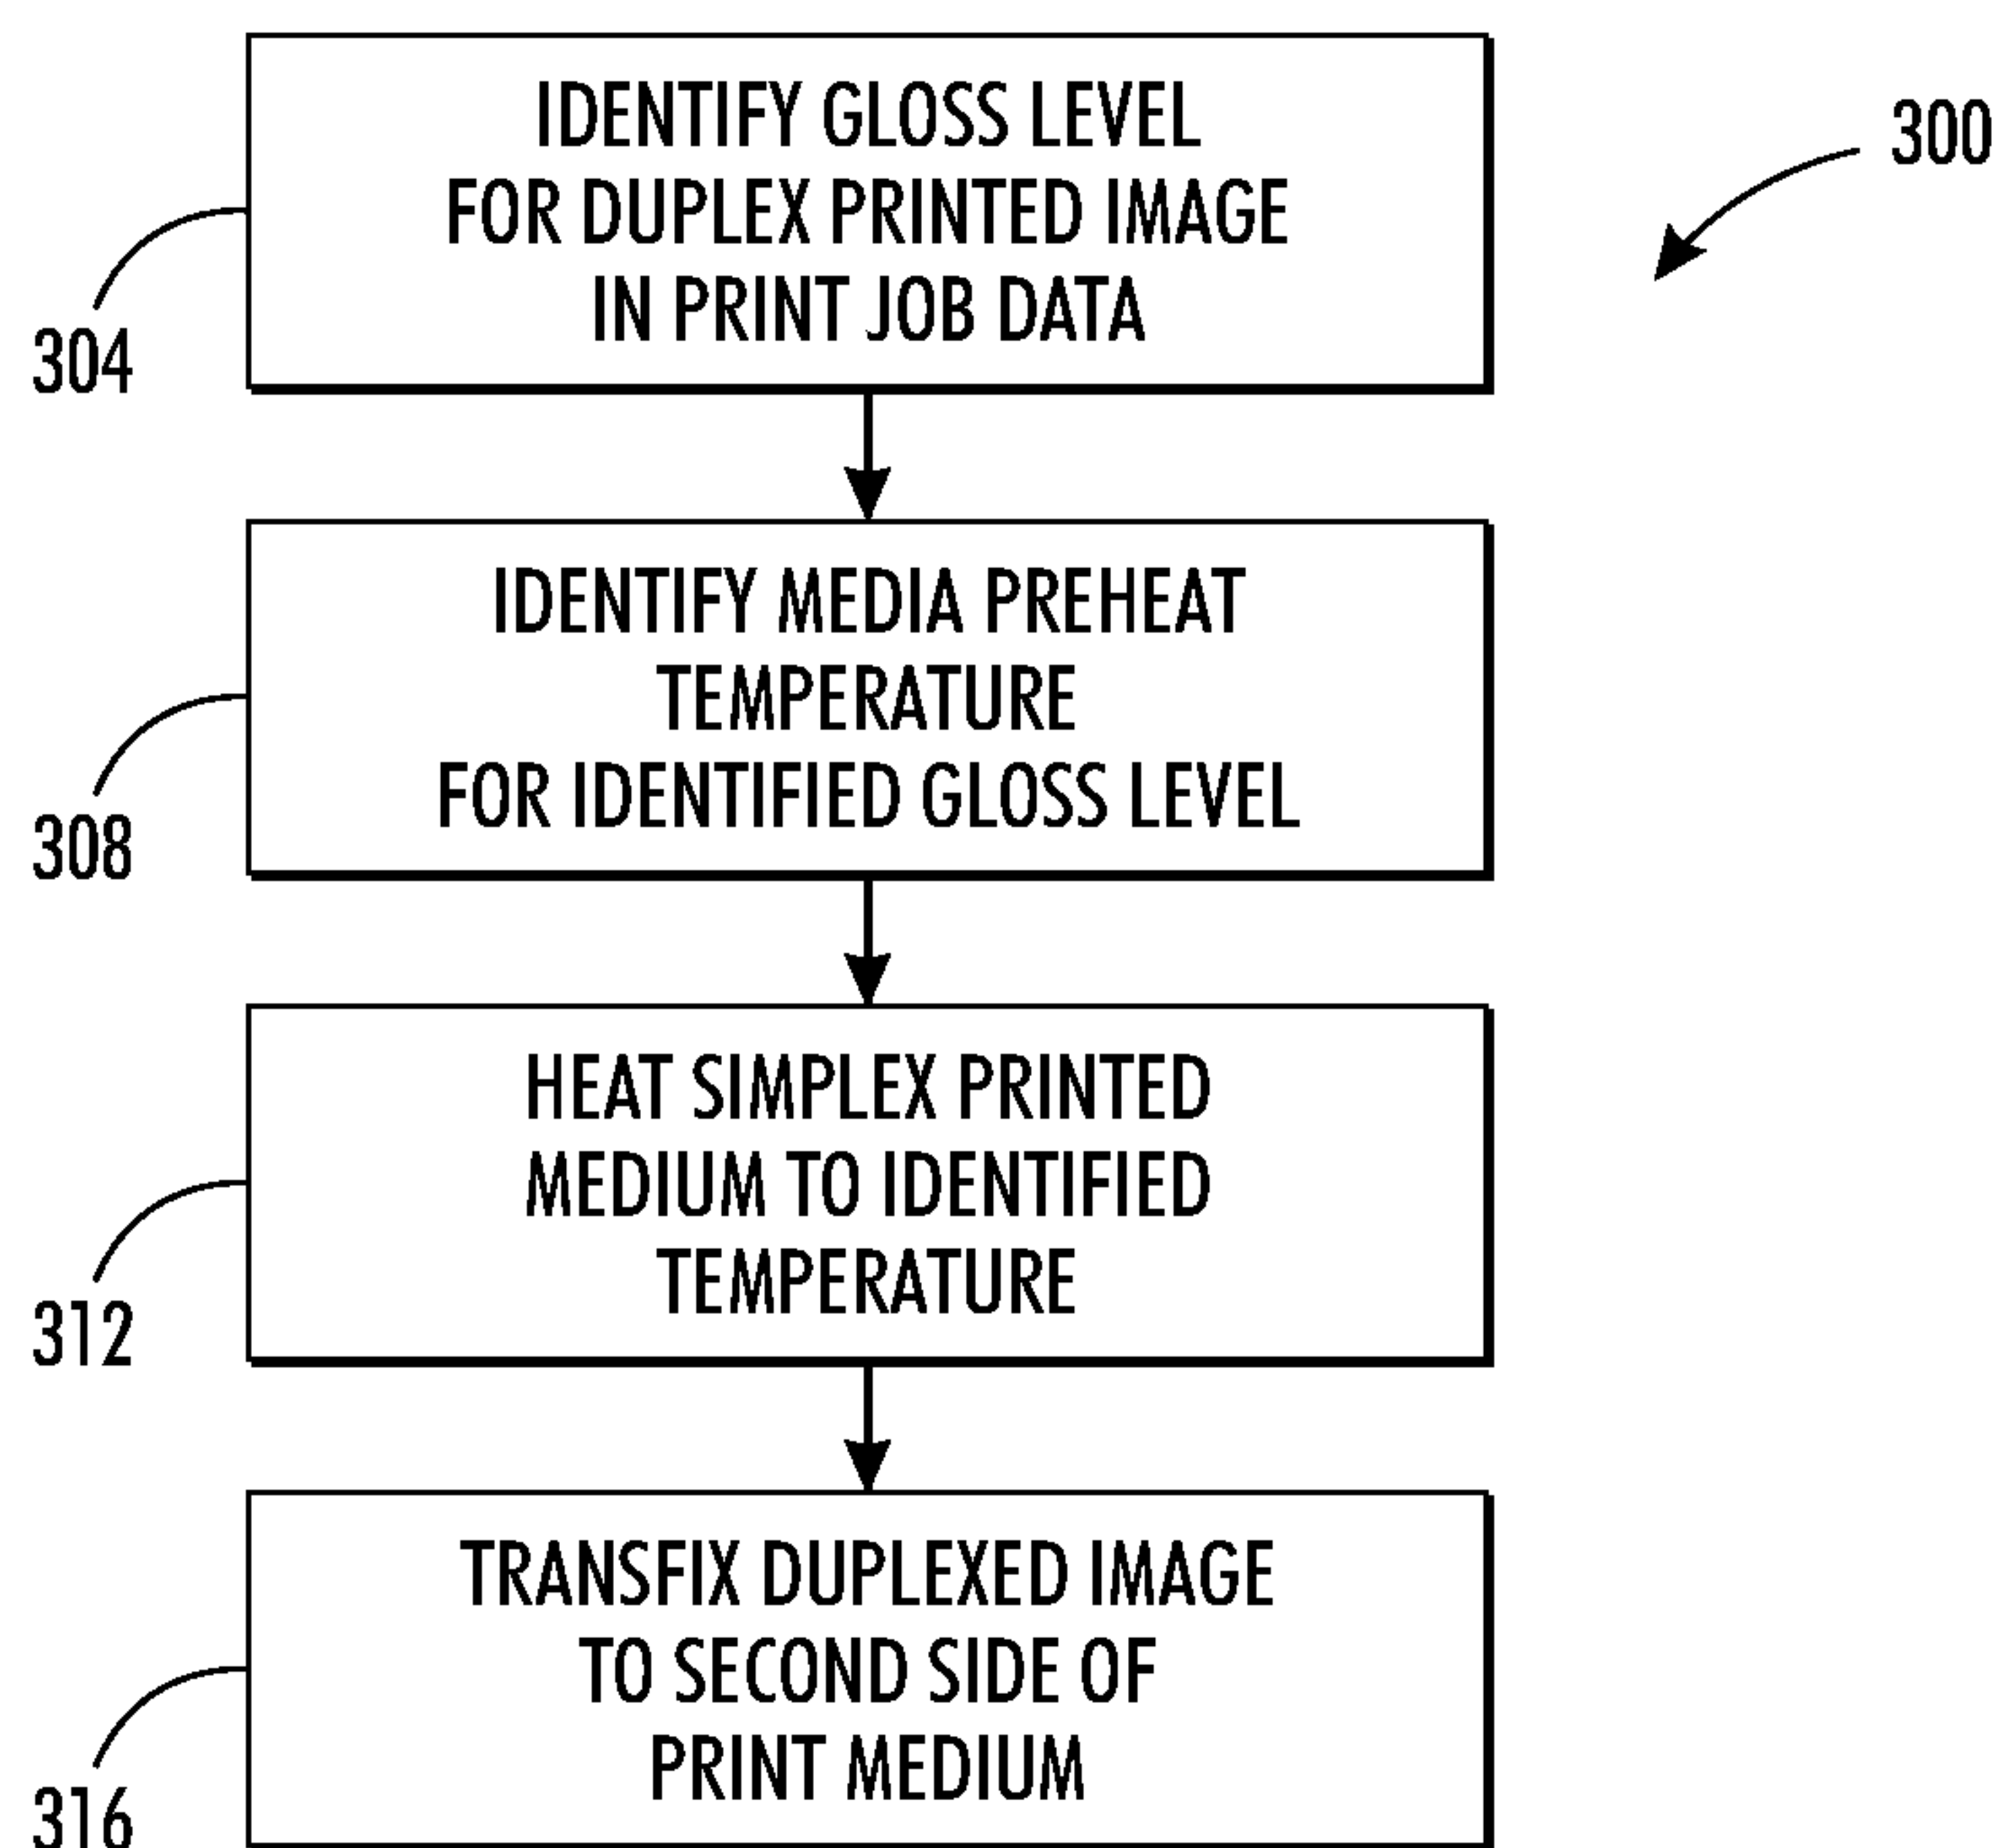 IDENTIFY GLOSS LEVEL
FOR DUPLEX PRINTED IMAGE
IN PRINT JOB DATA
300
304
IDENTIFY MEDIA PREHEAT
TEMPERATURE
FOR IDENTIFIED GLOSS LEVEL
308
HEAT SIMPLEX PRINTED
MEDIUM TO IDENTIFIED
TEMPERATURE
312
TRANSFIX DUPLEXED IMAGE
TO SECOND SIDE OF
PRINT MEDIUM
316